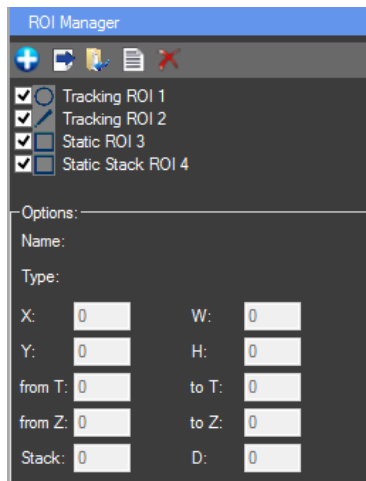 ROI Manager
Tracking ROI 1
Tracking ROI 2
Static ROI 3
Static Stack ROI 4
Options:
Name:
Type:
X: 0 W: 0
Y: 0 H: 0
from T: 0 to T: 0
from Z: 0 to Z: 0
Stack: 0 D: 0